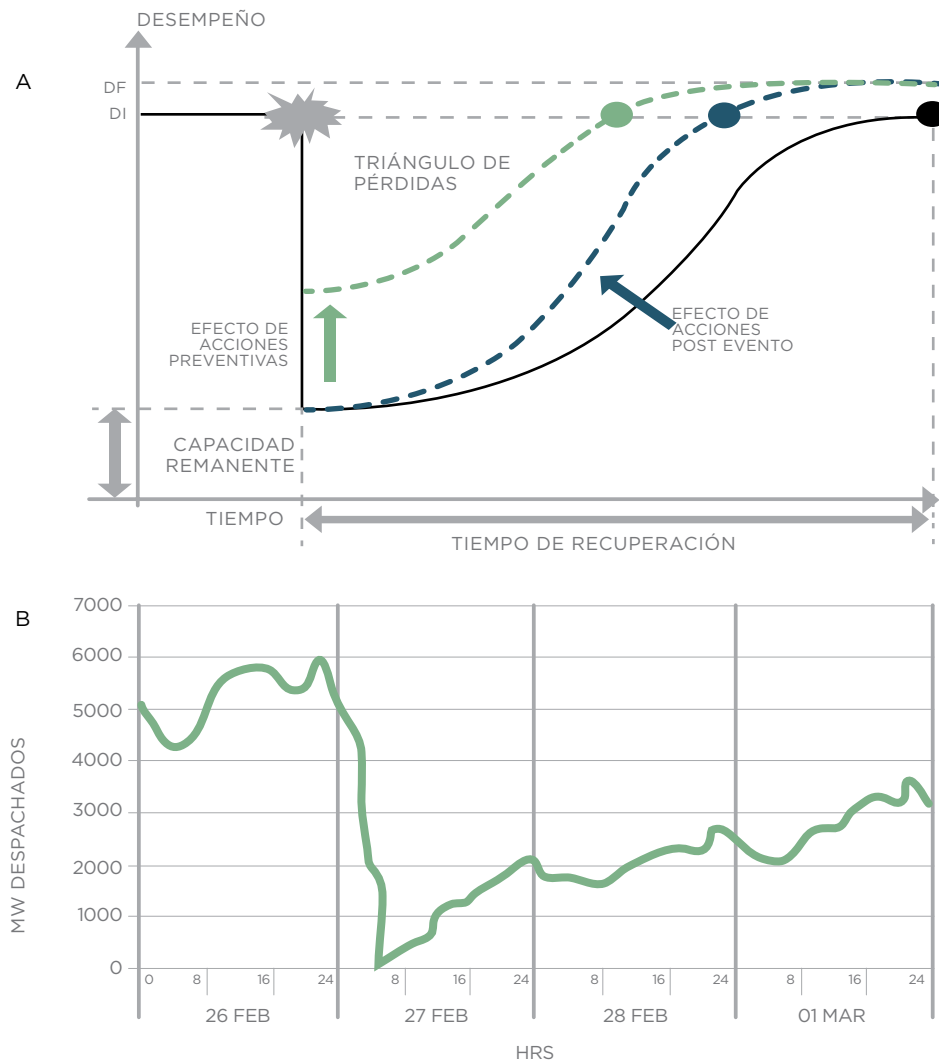 DESEMPEÑO
A
DF
DI
TRIÁNGULO DE
PÉRDIDAS
EFECTO DE
ACCIONES
PREVENTIVAS
EFECTO DE
ACCIONES
POST EVENTO
CAPACIDAD
REMANENTE
TIEMPO
TIEMPO DE RECUPERACIÓN
B
MW DESPACHADOS
7000
6000
5000
4000
3000
2000
1000
0
0 8 16 24 8 16 24 8 16 24 8 16 24
26 FEB 27 FEB 28 FEB 01 MAR
HRS